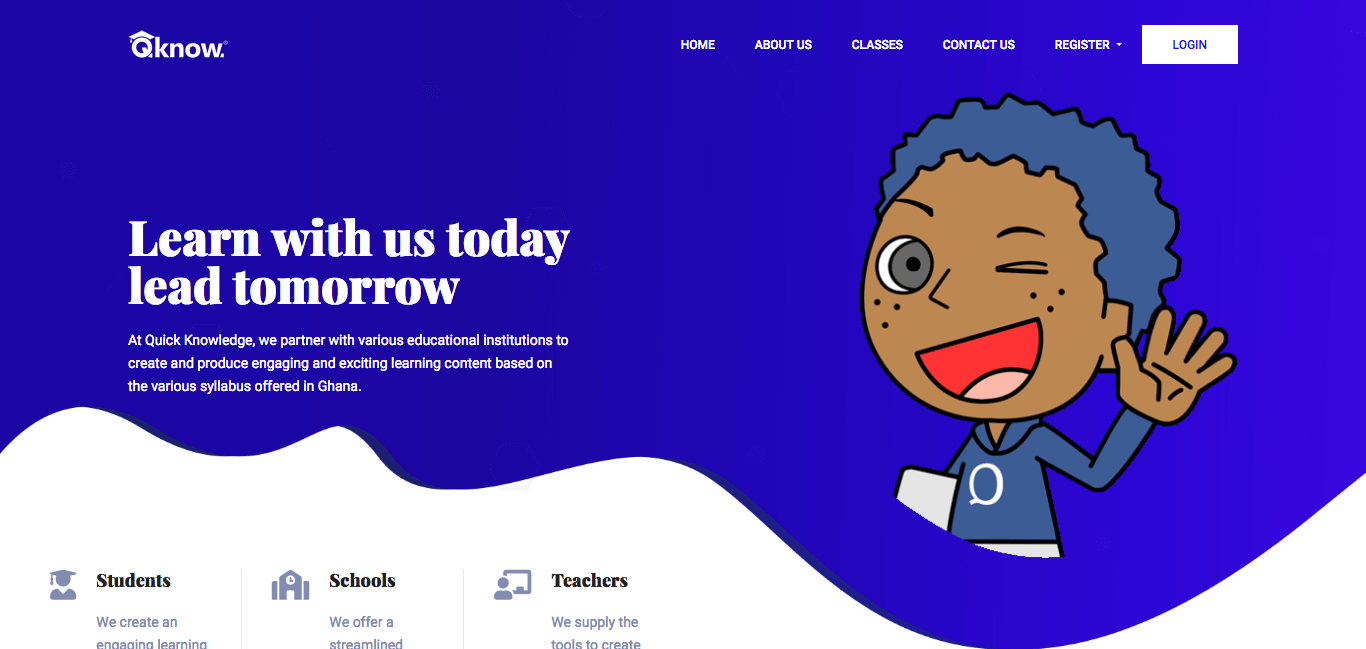 Qknow.
HOME
ABOUT US
CLASSES
CONTACT US
REGISTER
LOGIN
Learn with us today
lead tomorrow
At Quick Knowledge, we partner with various educational institutions to
create and produce engaging and exciting learning content based on
the various syllabus offered in Ghana.
Q
Students
We create an
engaging learning
Schools
We offer a
streamlined
Teachers
We supply the
tools to create